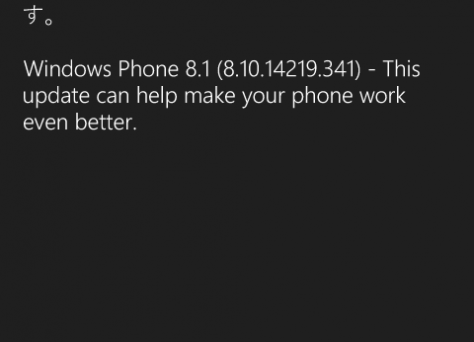 す。
Windows Phone 8.1 (8.10.14219.341) - This
update can help make your phone work
even better.